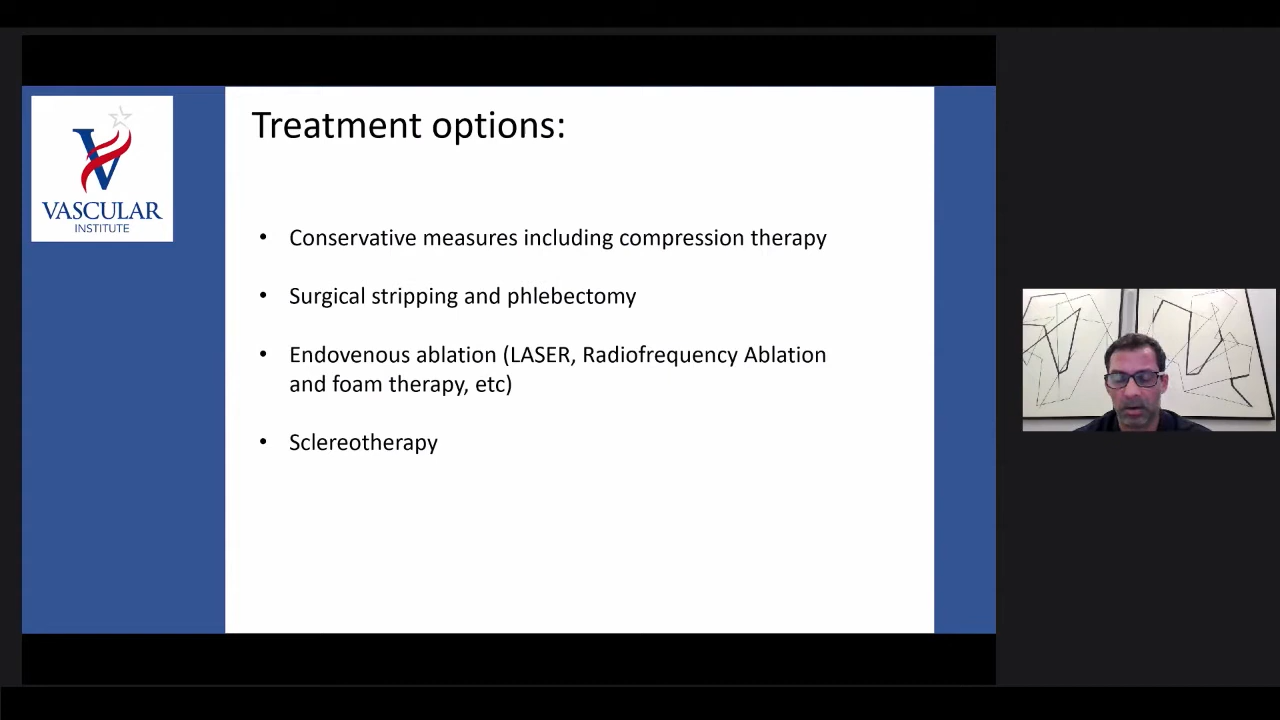 VASCULAR
INSTITUTE
Treatment options:
• Conservative measures including compression therapy
• Surgical stripping and phlebectomy
• Endovenous ablation (LASER, Radiofrequency Ablation
and foam therapy, etc)
• Sclereotherapy